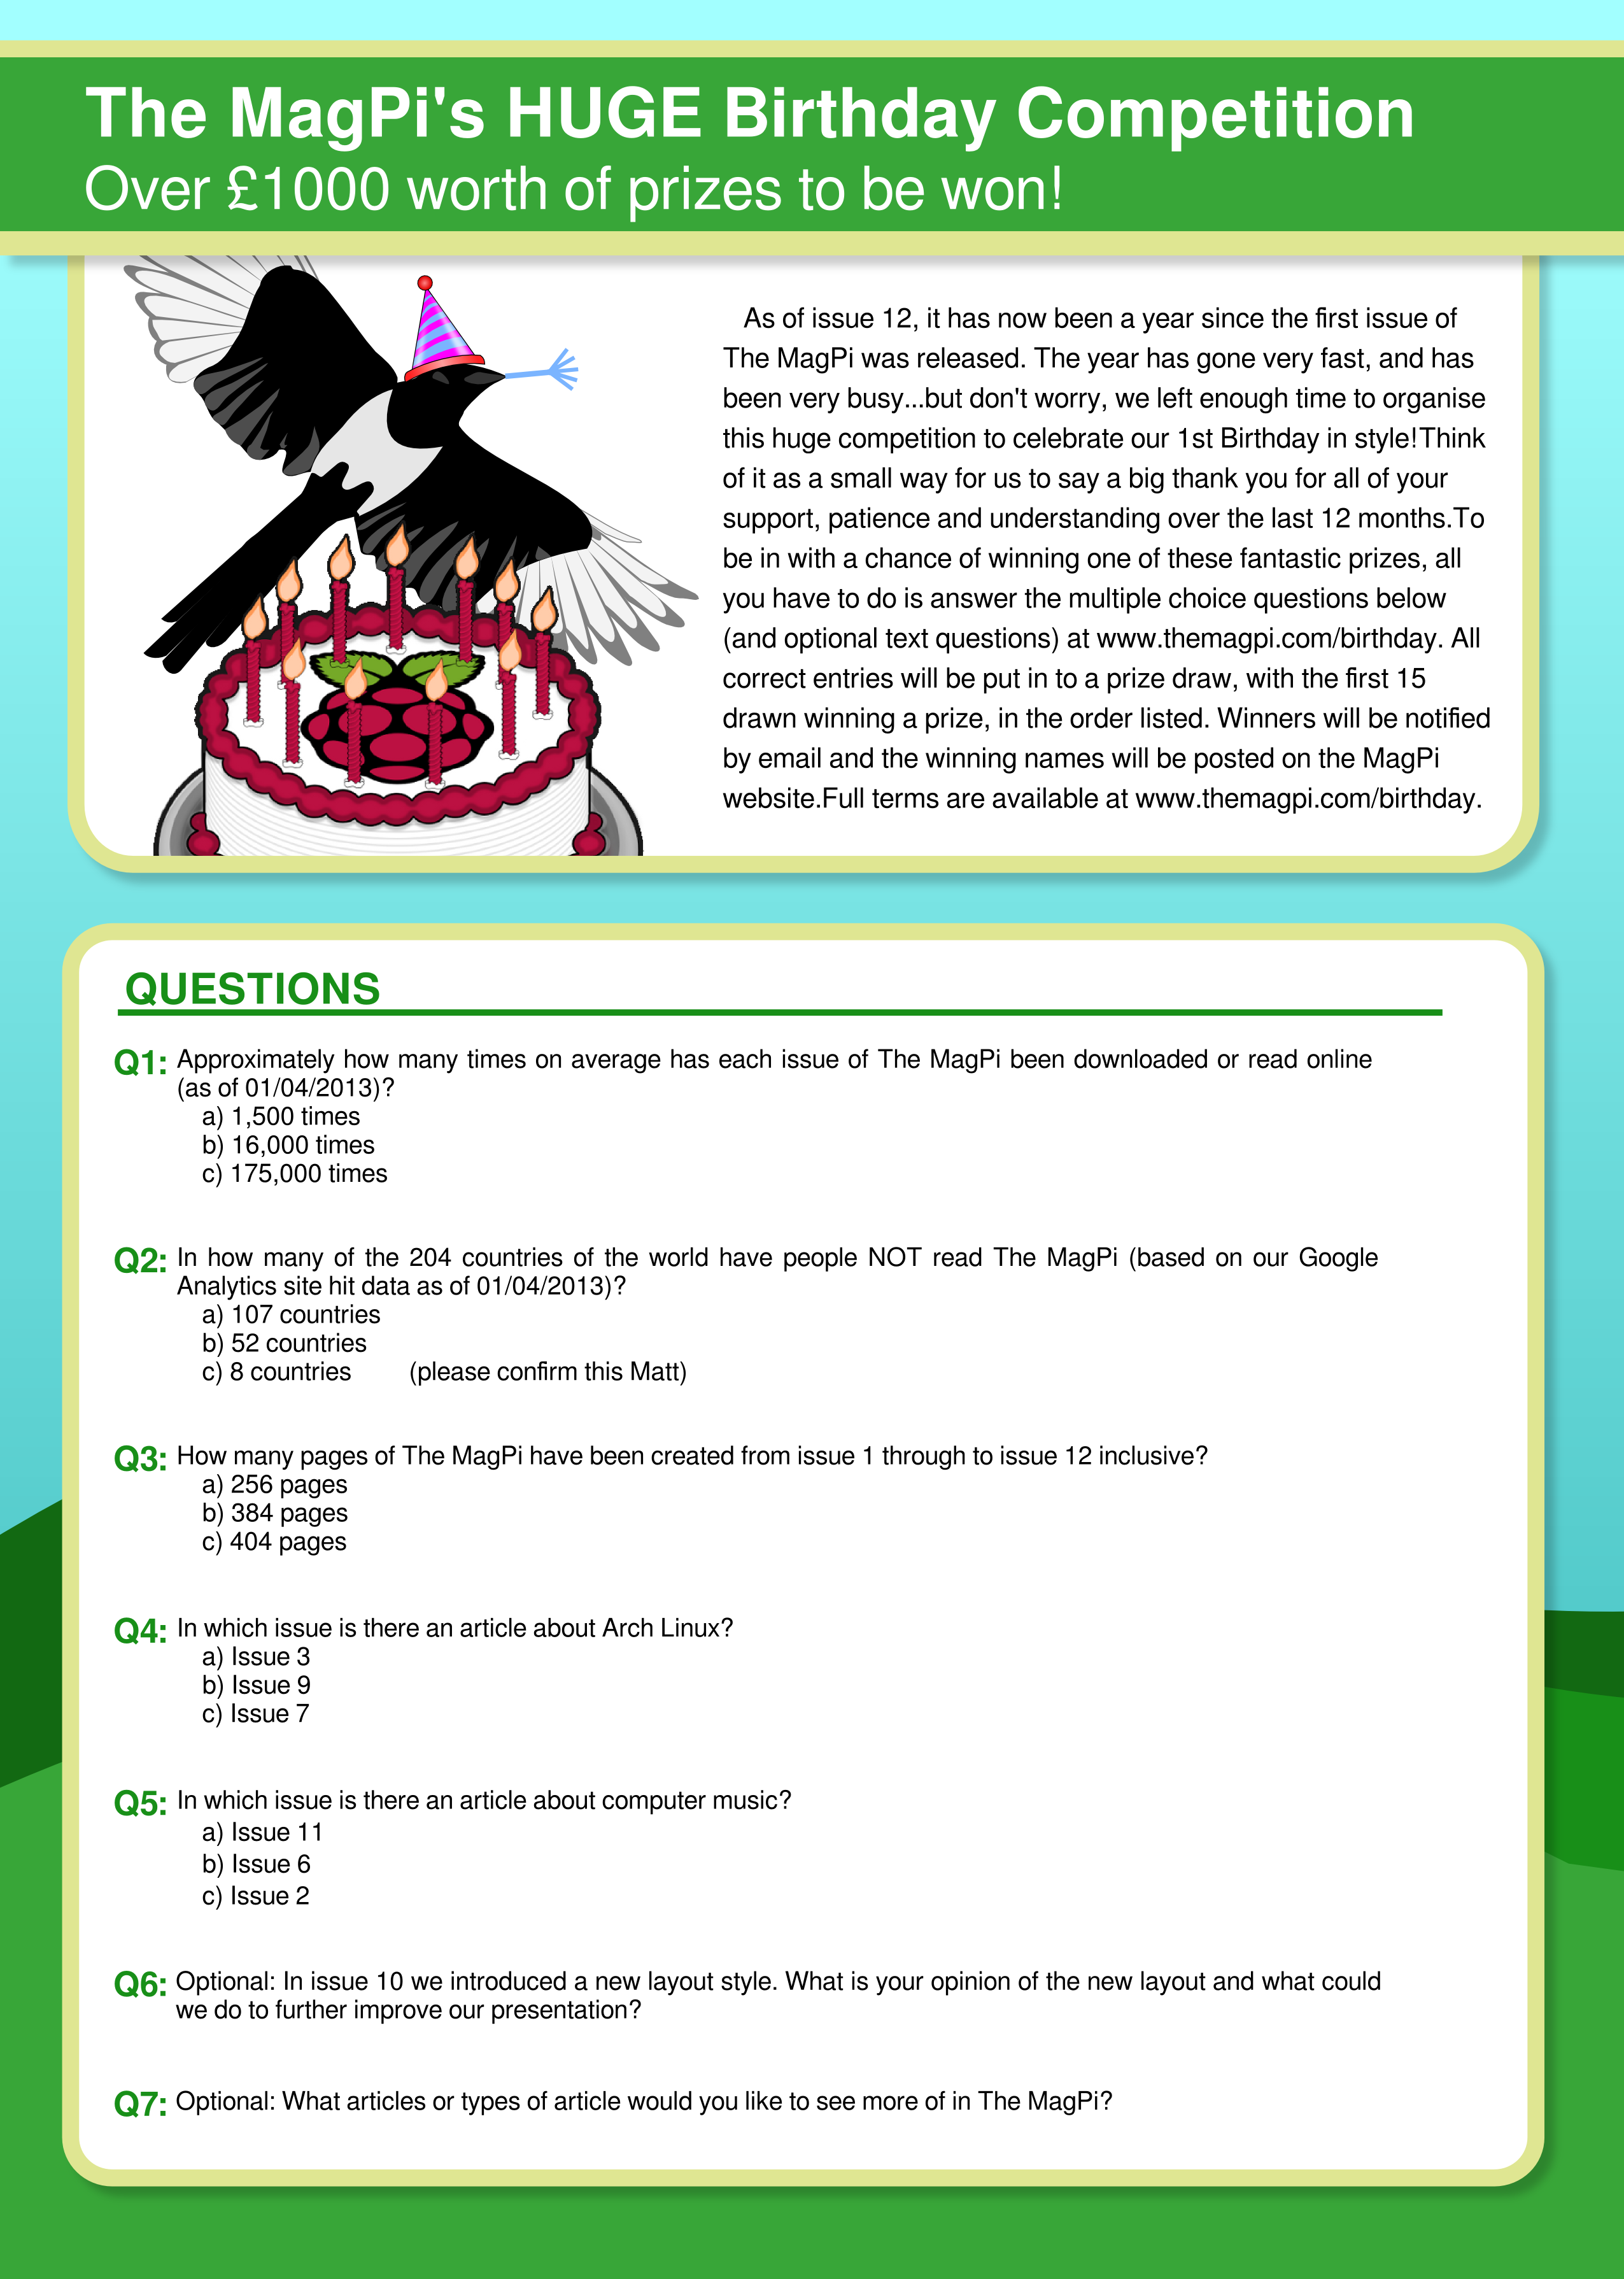 The MagPi's HUGE Birthday Competition
Over £1000 worth of prizes to be won!
As of issue 12, it has now been a year since the first issue of
The MagPi was released. The year has gone very fast, and has
been very busy...but don't worry, we left enough time to organise
this huge competition to celebrate our 1st Birthday in style!Think
of it as a small way for us to say a big thank you for all of your
support, patience and understanding over the last 12 months.To
be in with a chance of winning one of these fantastic prizes, all
you have to do is answer the multiple choice questions below
(and optional text questions) at www.themagpi.com/birthday. All
correct entries will be put in to a prize draw, with the first 15
drawn winning a prize, in the order listed. Winners will be notified
by email and the winning names will be posted on the MagPi
website.Full terms are available at www.themagpi.com/birthday.
QUESTIONS
Q1: Approximately how many times on average has each issue of The MagPi been downloaded or read online
(as of 01/04/2013)?
a) 1,500 times
b) 16,000 times
c) 175,000 times
Q2: In how many of the 204 countries of the world have people NOT read The MagPi (based on our Google
Analytics site hit data as of 01/04/2013)?
a) 107 countries
b) 52 countries
c) 8 countries (please confirm this Matt)
Q3: How many pages of The MagPi have been created from issue 1 through to issue 12 inclusive?
a) 256 pages
b) 384 pages
c) 404 pages
Q4: In which issue is there an article about Arch Linux?
a) Issue 3
b) Issue 9
c) Issue 7
Q5: In which issue is there an article about computer music?
a) Issue 11
b) Issue 6
c) Issue 2
Q6: Optional: In issue 10 we introduced a new layout style. What is your opinion of the new layout and what could
we do to further improve our presentation?
Q7: Optional: What articles or types of article would you like to see more of in The MagPi?